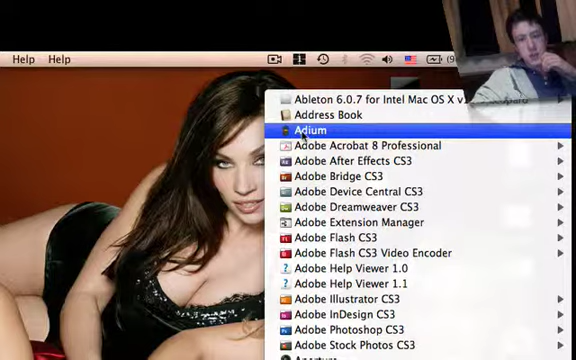 Help Help
Ableton 6.0.7 for Intel Mac OS X
Address Book
Adium
Adobe Acrobat 8 Professional
Adobe After Effects CS3
Adobe Bridge CS3
Adobe Device Central CS3
Adobe Dreamweaver CS3
Adobe Extension Manager
Adobe Flash CS3
Adobe Flash CS3 Video Encoder
Adobe Help Viewer 1.0
Adobe Help Viewer 1.1
Adobe Illustrator CS3
Adobe InDesign CS3
Adobe Photoshop CS3
Adobe Stock Photos CS3
Aperture